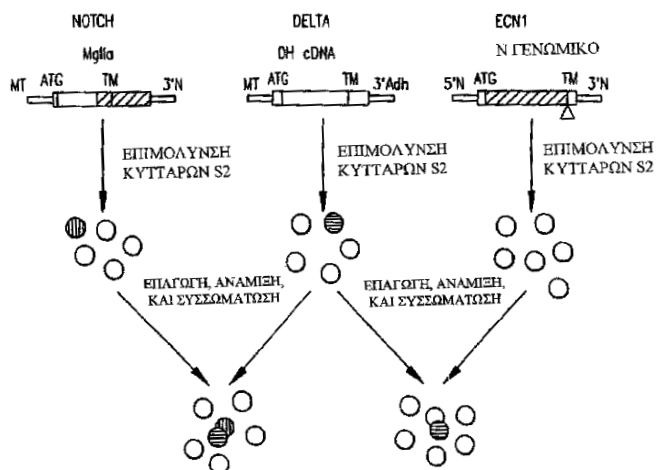 NOTCH
DELTA
ECN1
MgIIa
DH cDNA
Ν ΓΕΝΩΜΙΚΟ
MT ATG TM 3'N
MT ATG TM 3'Adh
5'N ATG TM 3'N
ΕΠΙΜΟΛΥΝΣΗ
ΚΥΤΤΑΡΩΝ S2
ΕΠΙΜΟΛΥΝΣΗ
ΚΥΤΤΑΡΩΝ S2
ΕΠΙΜΟΛΥΝΣΗ
ΚΥΤΤΑΡΩΝ S2
ΕΠΑΓΩΓΗ, ΑΝΑΜΙΞΗ,
ΚΑΙ ΣΥΣΣΩΜΑΤΩΣΗ
ΕΠΑΓΩΓΗ, ΑΝΑΜΙΞΗ,
ΚΑΙ ΣΥΣΣΩΜΑΤΩΣΗ